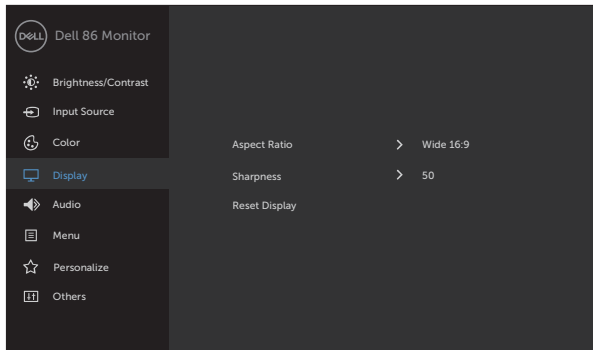 DELL Dell 86 Monitor
Brightness/Contrast
Input Source
Color
Aspect Ratio Wide 16:9
Display
Sharpness 50
Audio
Reset Display
Menu
Personalize
Others